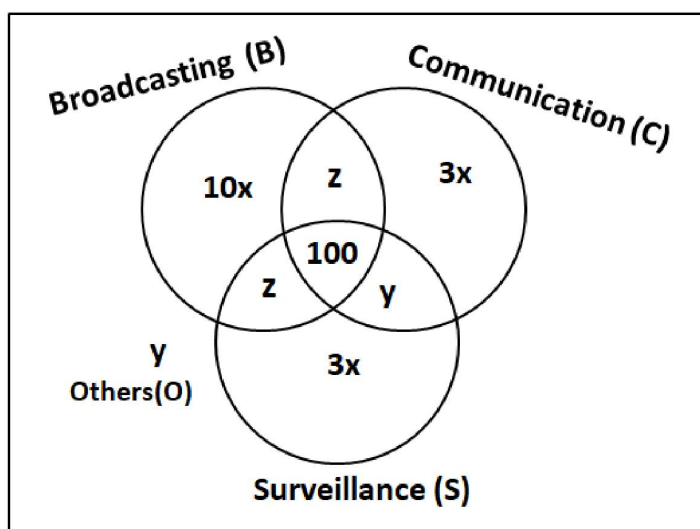 Broadcasting (B)
Communication (C)
10x
z
3x
100
z
y
y
Others(O)
3x
Surveillance (S)